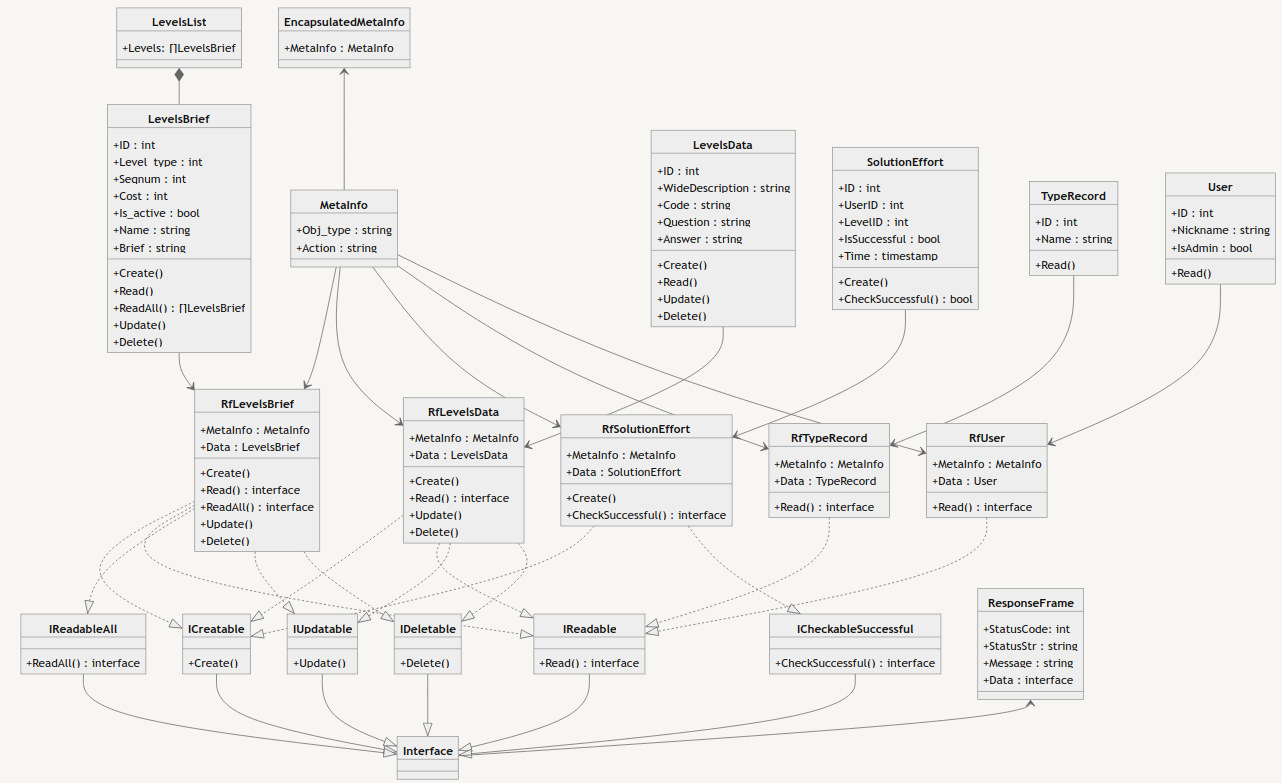 LevelsList
+Levels: []LevelsBrief
EncapsulatedMetaInfo
+MetaInfo : MetaInfo
LevelsBrief
+ID : int
+Level_type : int
+Seqnum : int
+Cost : int
+Is_active : bool
+Name : string
+Brief : string
+Create()
+Read()
+ReadAll() : []LevelsBrief
+Update()
+Delete()
MetaInfo
+Obj_type : string
+Action : string
LevelsData
+ID : int
+WideDescription : string
+Code : string
+Question : string
+Answer : string
+Create()
+Read()
+Update()
+Delete()
SolutionEffort
+ID : int
+UserID : int
+LevelID : int
+IsSuccessful : bool
+Time : timestamp
+Create()
+CheckSuccessful() : bool
TypeRecord
+ID : int
+Name : string
+Read()
User
+ID : int
+Nickname : string
+IsAdmin : bool
+Read()
RfLevelsBrief
+MetaInfo : MetaInfo
+Data : LevelsBrief
+Create()
+Read() : interface
+ReadAll() : interface
+Update()
+Delete()
RfLevelsData
+MetaInfo : MetaInfo
+Data : LevelsData
+Create()
+Read() : interface
+Update()
+Delete()
RfSolutionEffort
+MetaInfo : MetaInfo
+Data : SolutionEffort
+Create()
+CheckSuccessful() : interface
RfTypeRecord
+MetaInfo : MetaInfo
+Data : TypeRecord
+Read() : interface
RfUser
+MetaInfo : MetaInfo
+Data : User
+Read() : interface
IReadableAll
+ReadAll() : interface
ICreatable
+Create()
IUpdatable
+Update()
IDeletable
+Delete()
IReadable
+Read() : interface
ICheckableSuccessful
+CheckSuccessful() : interface
ResponseFrame
+StatusCode: int
+StatusStr : string
+Message : string
+Data : interface
Interface